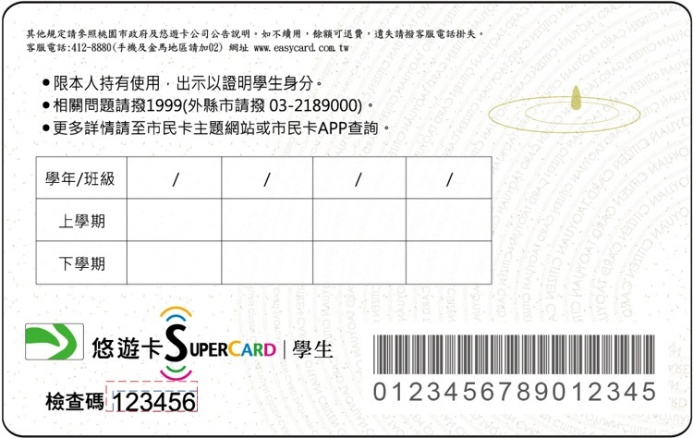 其他規定請參照桃園市政府及悠遊卡公司公告說明。如不續用，餘額可退費，遺失請撥客服電話掛失。
客服電話:412-8880(手機及金馬地區請加02) 網址 www.easycard.com.tw
●限本人持有使用，出示以證明學生身分。
●相關問題請撥1999(外縣市請撥 03-2189000)。
●更多詳情請至市民卡主題網站或市民卡APP查詢。
學年/班級 / / / /
上學期
下學期
悠遊卡 SUPERCARD | 學生
檢查碼 123456
0123456789012345